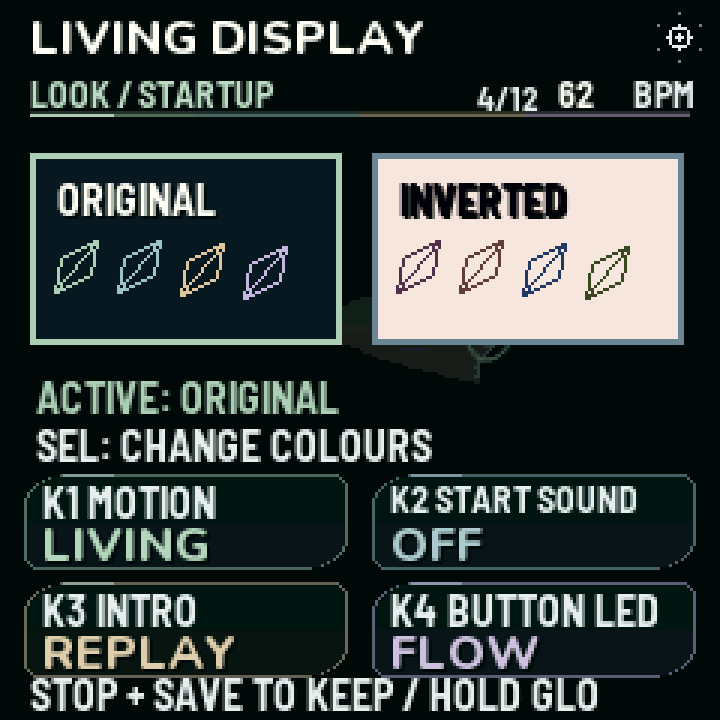 LIVING DISPLAY
LOOK / STARTUP 4/12 62 BPM
ORIGINAL INVERTED
ACTIVE: ORIGINAL
SEL: CHANGE COLOURS
K1 MOTION K2 START SOUND
LIVING OFF
K3 INTRO K4 BUTTON LED
REPLAY FLOW
STOP + SAVE TO KEEP / HOLD GLO